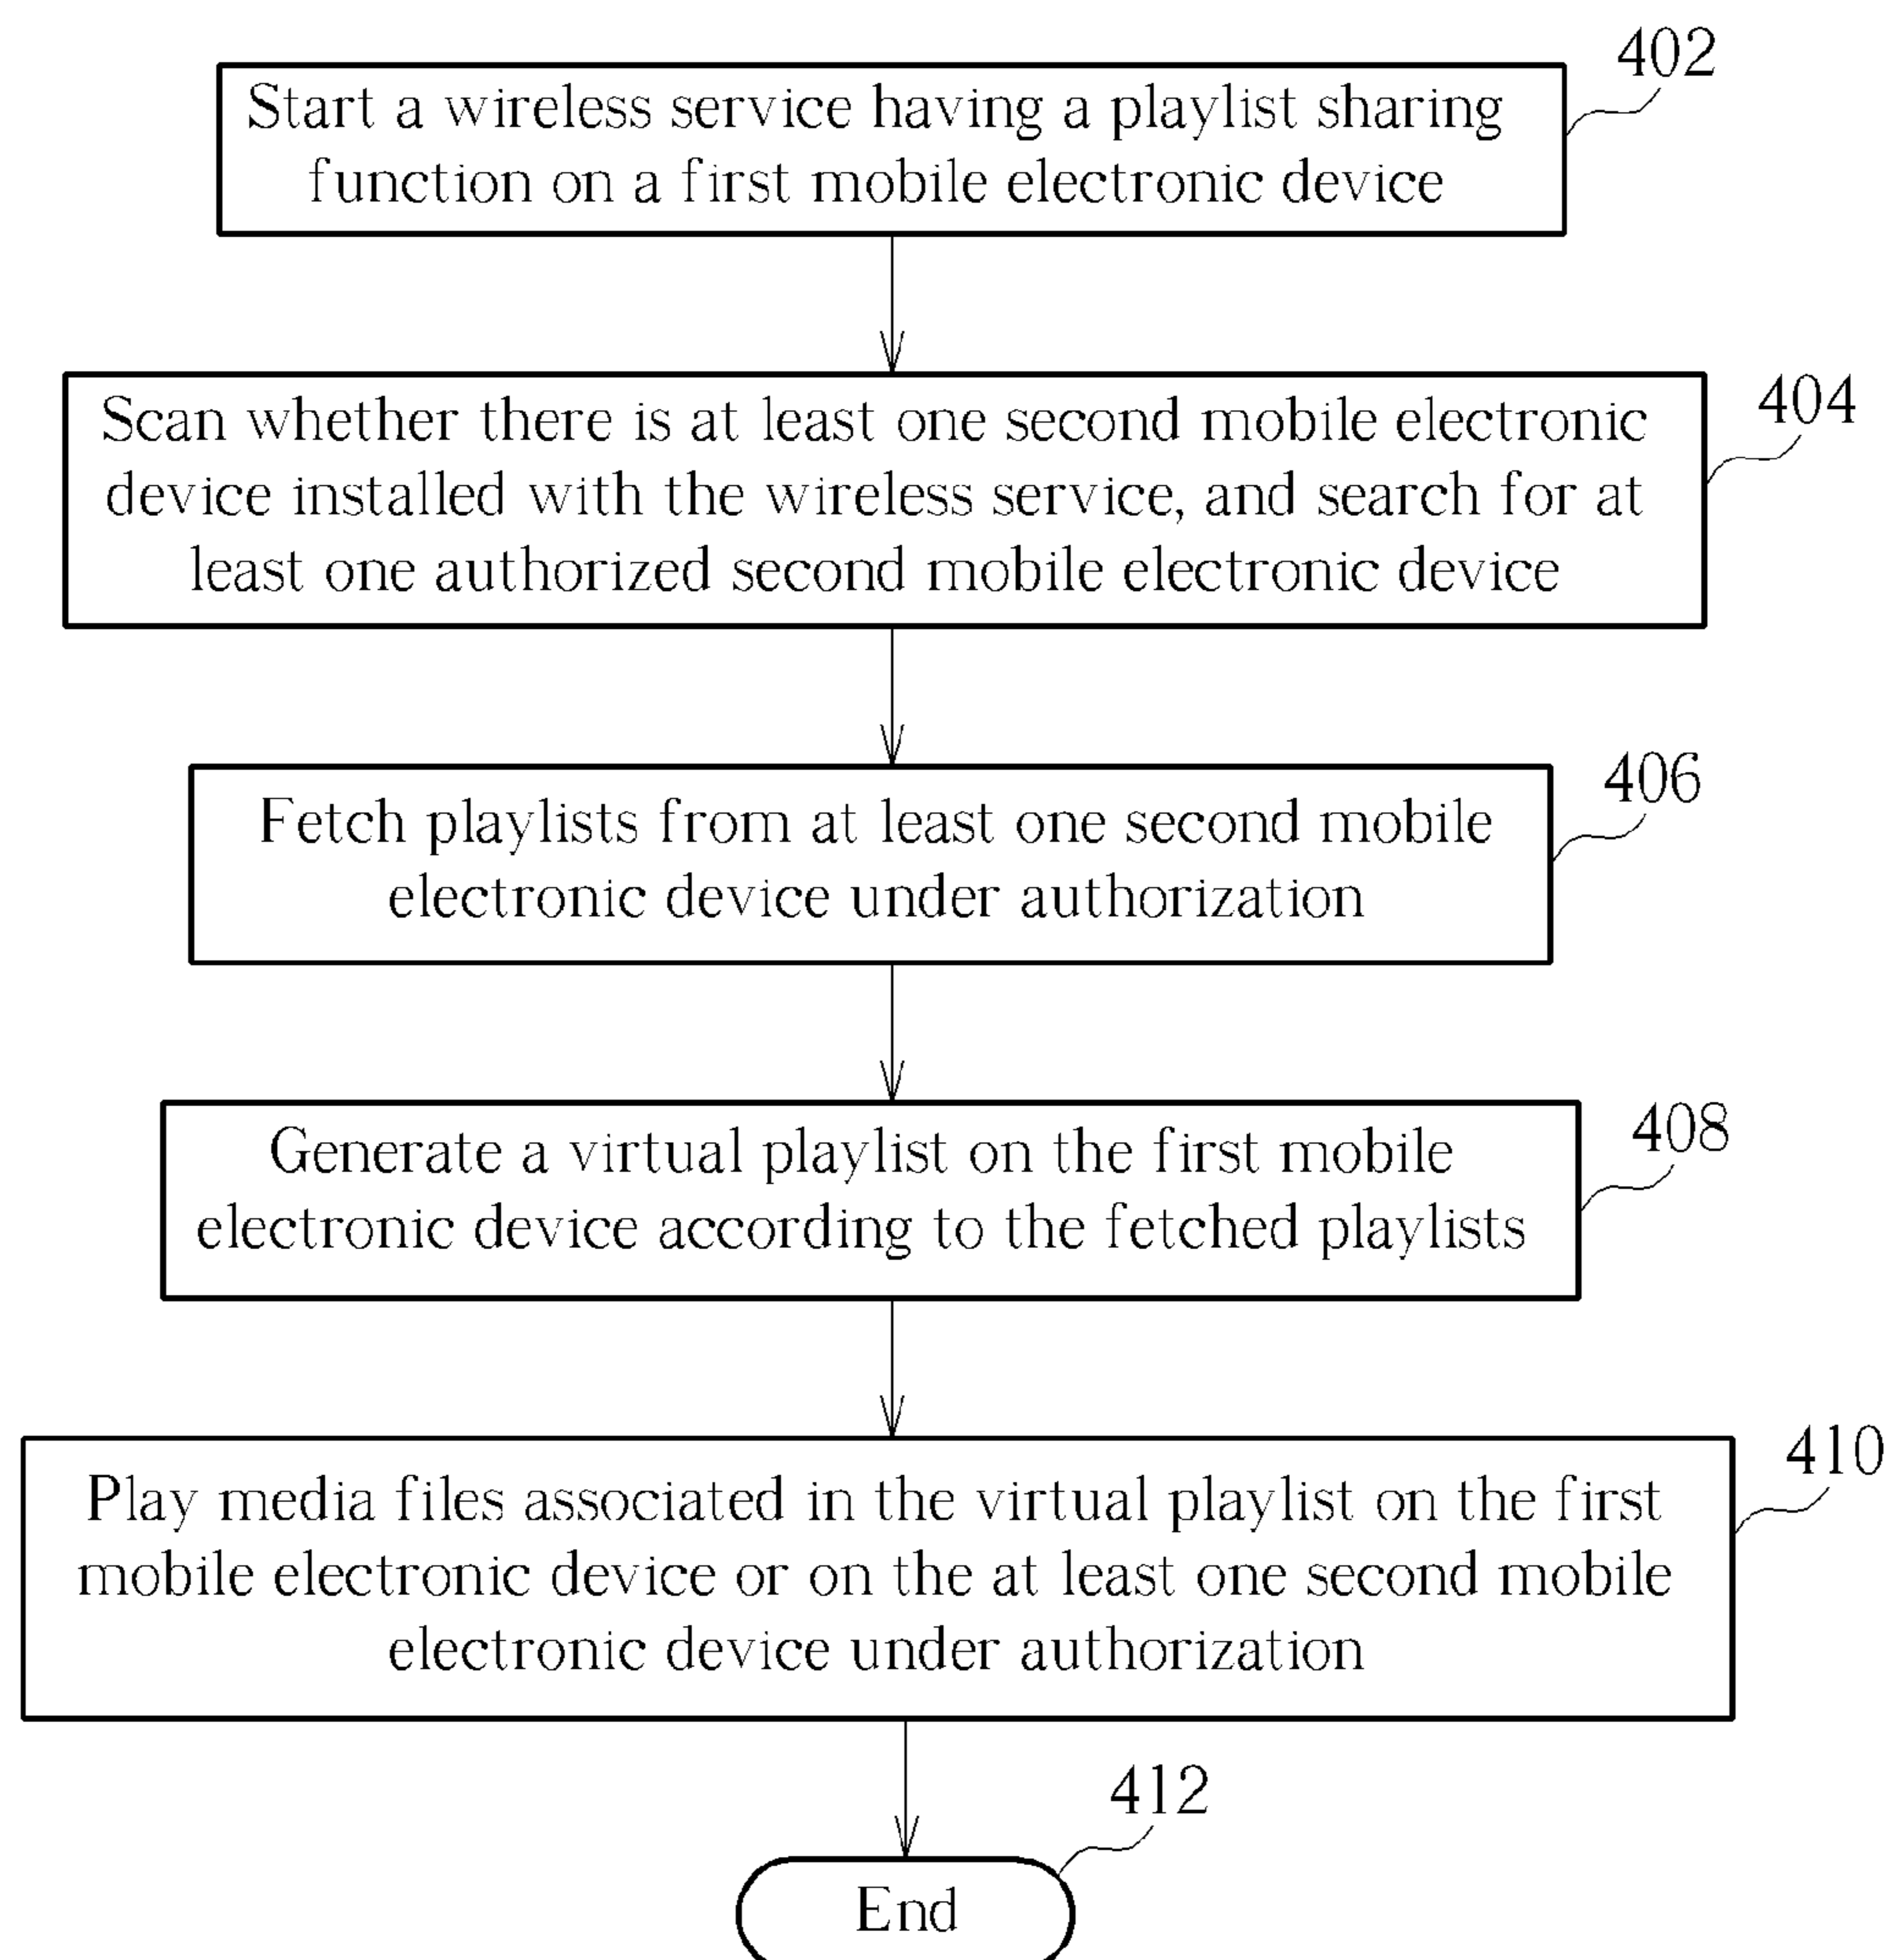 402
Start a wireless service having a playlist sharing
function on a first mobile electronic device
404
Scan whether there is at least one second mobile electronic
device installed with the wireless service, and search for at
least one authorized second mobile electronic device
406
Fetch playlists from at least one second mobile
electronic device under authorization
408
Generate a virtual playlist on the first mobile
electronic device according to the fetched playlists
410
Play media files associated in the virtual playlist on the first
mobile electronic device or on the at least one second mobile
electronic device under authorization
412
End